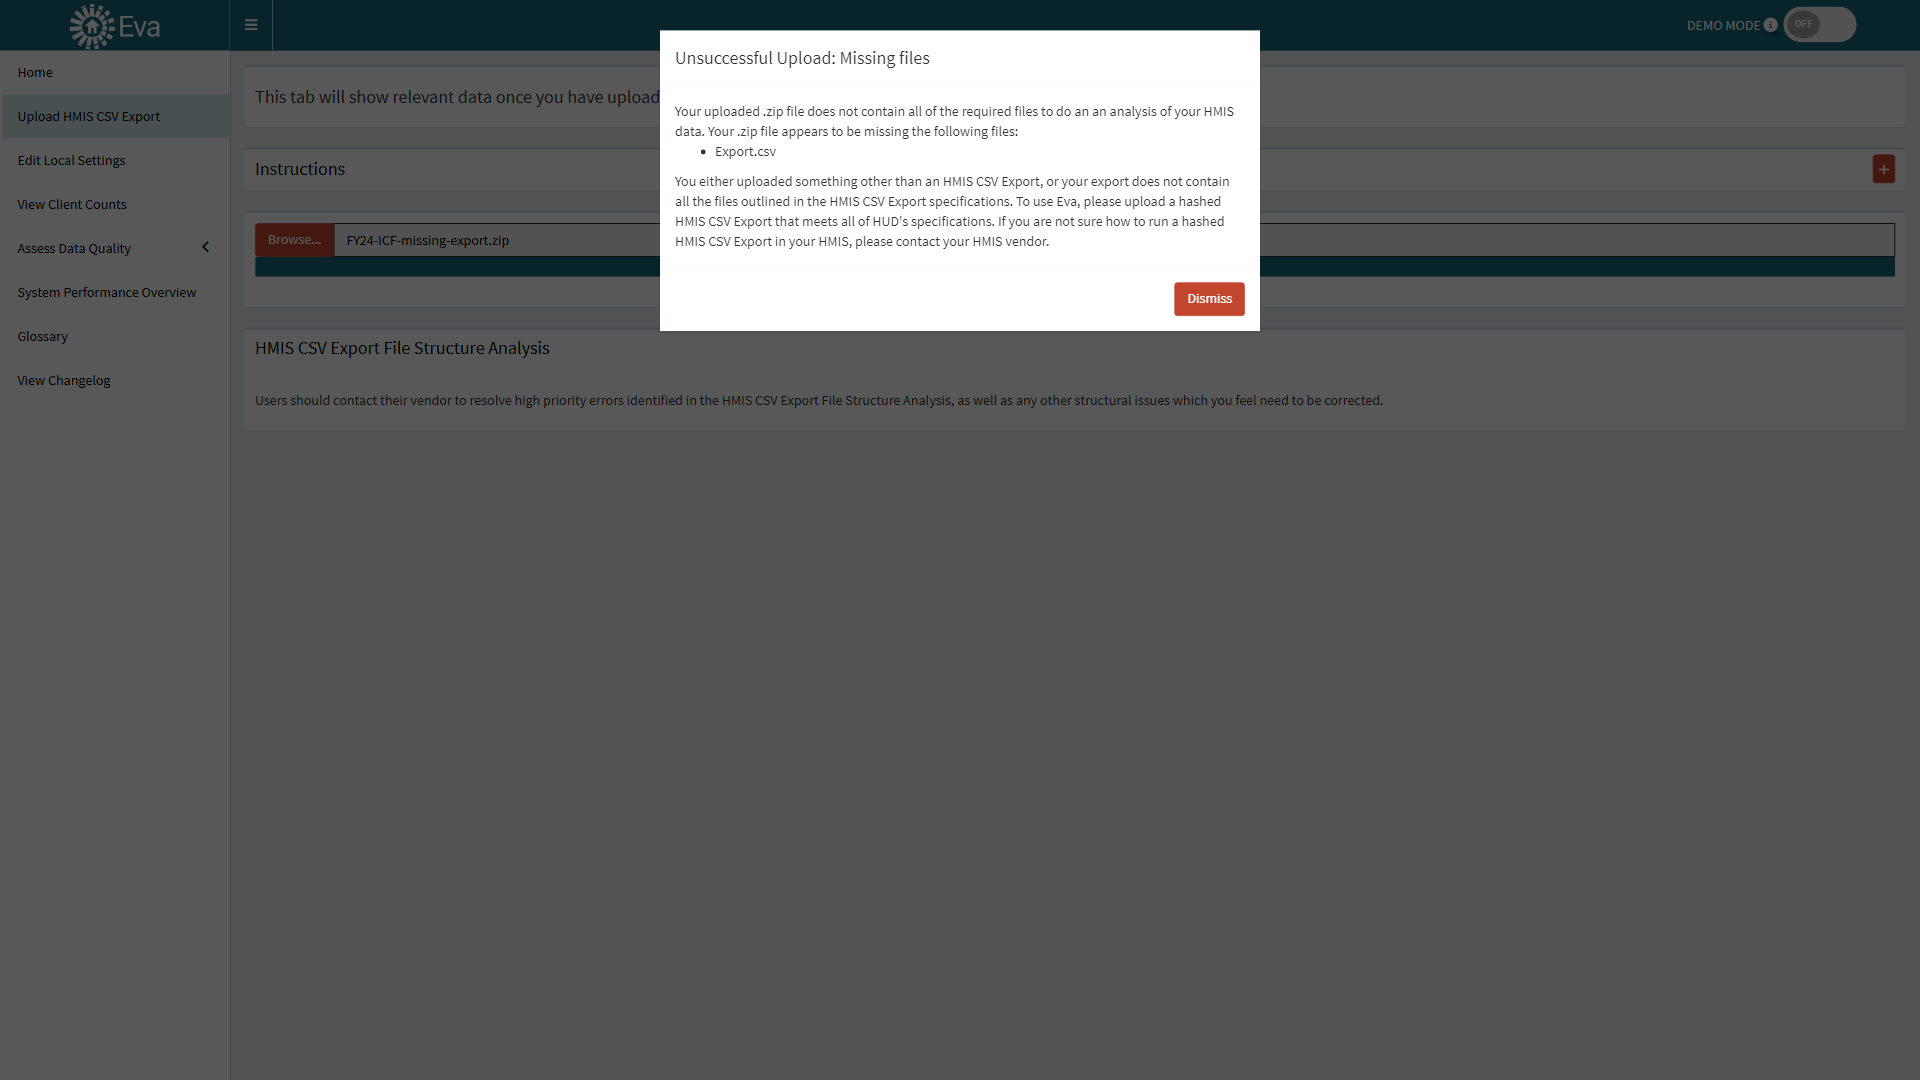 Eva
DEMO MODE
OFF
Home
Upload HMIS CSV Export
Edit Local Settings
View Client Counts
Assess Data Quality
System Performance Overview
Glossary
View Changelog
Unsuccessful Upload: Missing files
Your uploaded .zip file does not contain all of the required files to do an an analysis of your HMIS
data. Your .zip file appears to be missing the following files:
• Export.csv
You either uploaded something other than an HMIS CSV Export, or your export does not contain
all the files outlined in the HMIS CSV Export specifications. To use Eva, please upload a hashed
HMIS CSV Export that meets all of HUD's specifications. If you are not sure how to run a hashed
HMIS CSV Export in your HMIS, please contact your HMIS vendor.
Dismiss
This tab will show relevant data once you have upload
Instructions
Browse...
FY24-ICF-missing-export.zip
HMIS CSV Export File Structure Analysis
Users should contact their vendor to resolve high priority errors identified in the HMIS CSV Export File Structure Analysis, as well as any other structural issues which you feel need to be corrected.